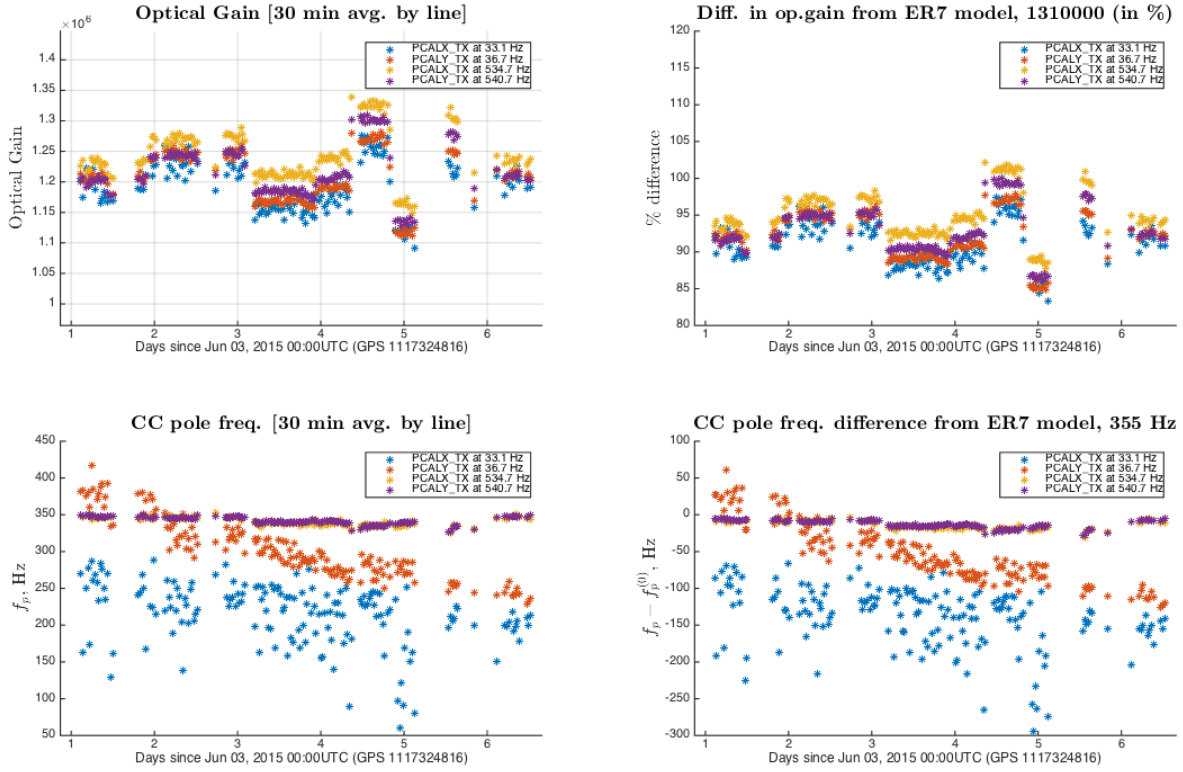 Optical Gain [30 min avg. by line]
×10^6
1.4
1.35
1.3
1.25
1.2
1.15
1.1
1.05
1
Optical Gain
PCALX_TX at 33.1 Hz
PCALY_TX at 36.7 Hz
PCALX_TX at 534.7 Hz
PCALY_TX at 540.7 Hz
1 2 3 4 5 6
Days since Jun 03, 2015 00:00UTC (GPS 1117324816)
Diff. in op.gain from ER7 model, 1310000 (in %)
120
115
110
105
100
95
90
85
80
% difference
PCALX_TX at 33.1 Hz
PCALY_TX at 36.7 Hz
PCALX_TX at 534.7 Hz
PCALY_TX at 540.7 Hz
1 2 3 4 5 6
Days since Jun 03, 2015 00:00UTC (GPS 1117324816)
CC pole freq. [30 min avg. by line]
450
400
350
300
250
200
150
100
50
f_p, Hz
PCALX_TX at 33.1 Hz
PCALY_TX at 36.7 Hz
PCALX_TX at 534.7 Hz
PCALY_TX at 540.7 Hz
1 2 3 4 5 6
Days since Jun 03, 2015 00:00UTC (GPS 1117324816)
CC pole freq. difference from ER7 model, 355 Hz
100
50
0
-50
-100
-150
-200
-250
-300
f_p − f_p^(0), Hz
PCALX_TX at 33.1 Hz
PCALY_TX at 36.7 Hz
PCALX_TX at 534.7 Hz
PCALY_TX at 540.7 Hz
1 2 3 4 5 6
Days since Jun 03, 2015 00:00UTC (GPS 1117324816)